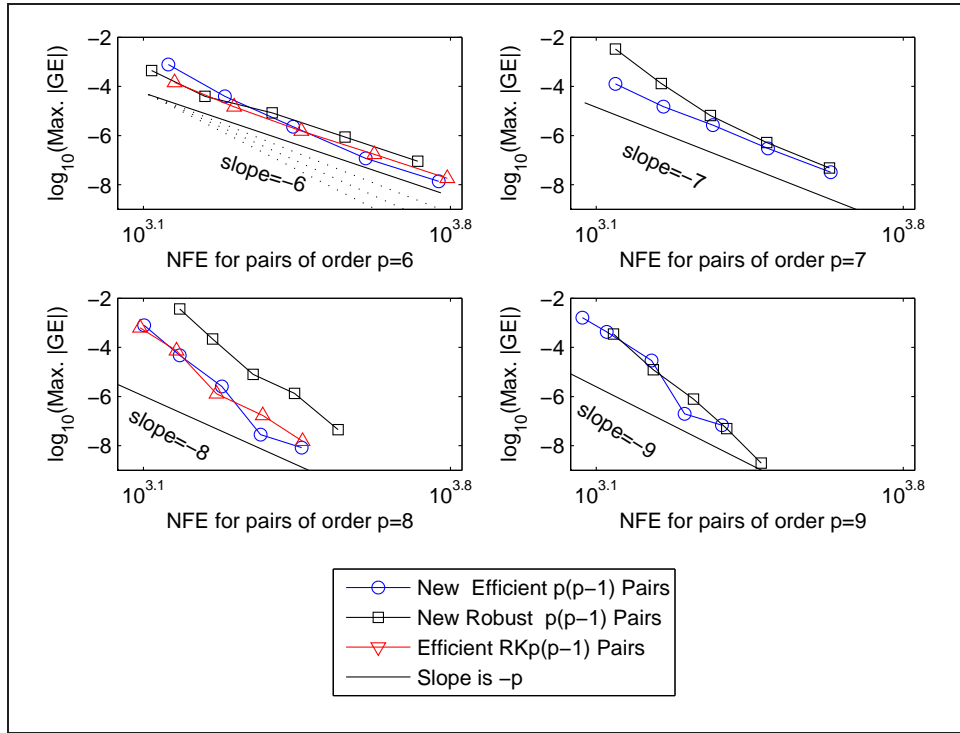 −2
−4
−6
−8
log10(Max. |GE|)
slope=−6
10^3.1
10^3.8
NFE for pairs of order p=6
−2
−4
−6
−8
log10(Max. |GE|)
slope=−7
10^3.1
10^3.8
NFE for pairs of order p=7
−2
−4
−6
−8
log10(Max. |GE|)
slope=−8
10^3.1
10^3.8
NFE for pairs of order p=8
−2
−4
−6
−8
log10(Max. |GE|)
slope=−9
10^3.1
10^3.8
NFE for pairs of order p=9
New Efficient p(p−1) Pairs
New Robust p(p−1) Pairs
Efficient RKp(p−1) Pairs
Slope is -p